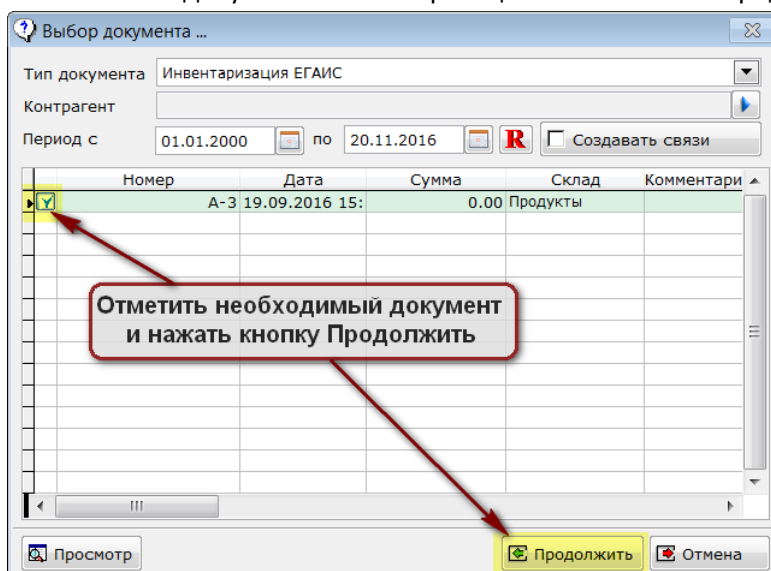 Выбор документа ...
Тип документа Инвентаризация ЕГАИС
Контрагент
Период с 01.01.2000 по 20.11.2016 R Создавать связи
Номер Дата Сумма Склад Комментари
А-3 19.09.2016 15: 0.00 Продукты
Отметить необходимый документ
и нажать кнопку Продолжить
Просмотр Продолжить Отмена